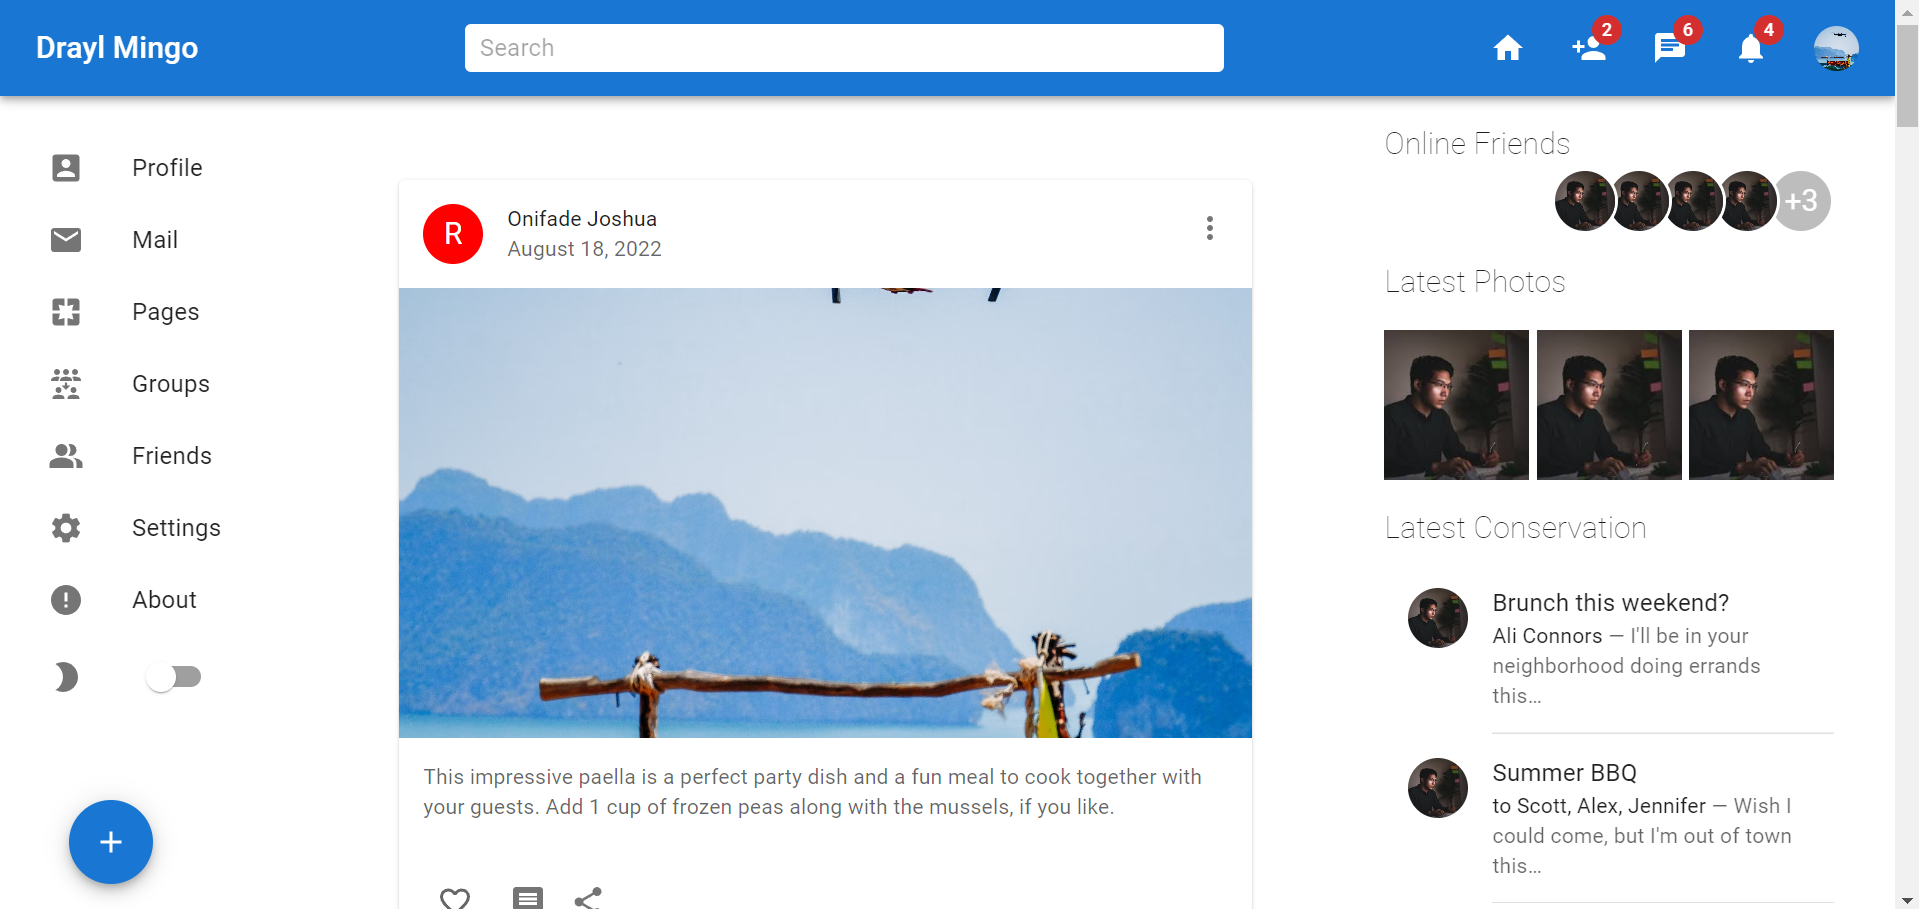 Drayl Mingo
Search
2
6
4
Profile
Mail
Pages
Groups
Friends
Settings
About
+
R
Onifade Joshua
August 18, 2022
This impressive paella is a perfect party dish and a fun meal to cook together with
your guests. Add 1 cup of frozen peas along with the mussels, if you like.
Online Friends
+3
Latest Photos
Latest Conservation
Brunch this weekend?
Ali Connors — I'll be in your
neighborhood doing errands
this…
Summer BBQ
to Scott, Alex, Jennifer — Wish I
could come, but I'm out of town
this…